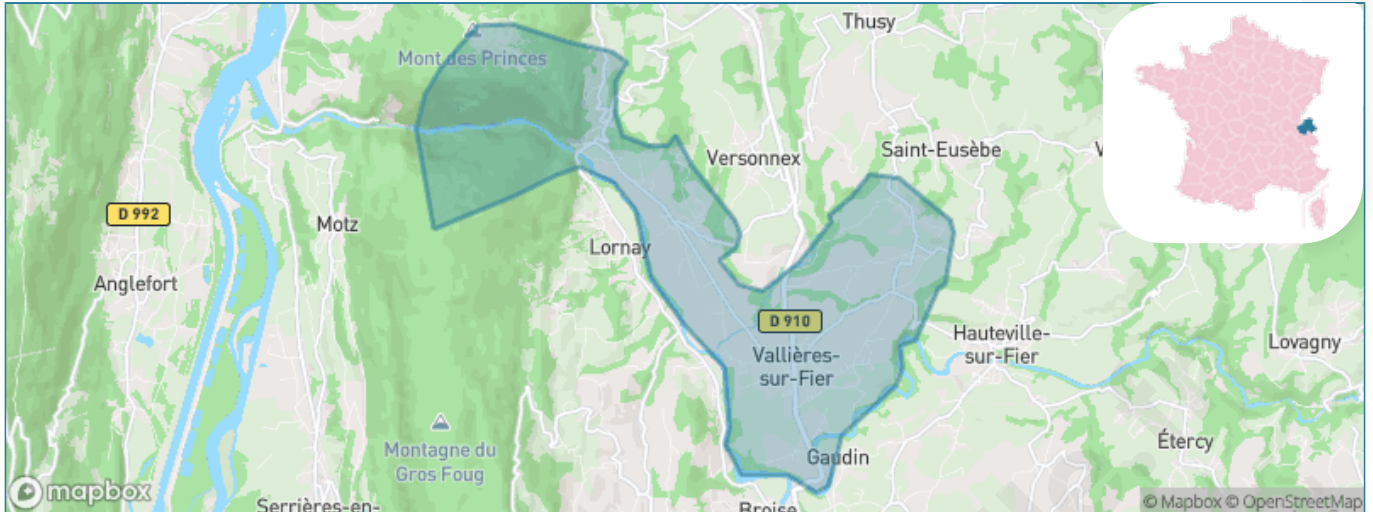 Thusy
Mont des Princes
Versonnex
Saint-Eusèbe
V
D 992
Motz
Lornay
Anglefort
D 910
Hauteville-
sur-Fier
Lovagny
Vallières-
sur-Fier
Montagne du
Gros Foug
Étercy
Gaudin
mapbox
Serrières-en-
Broise
© Mapbox © OpenStreetMap